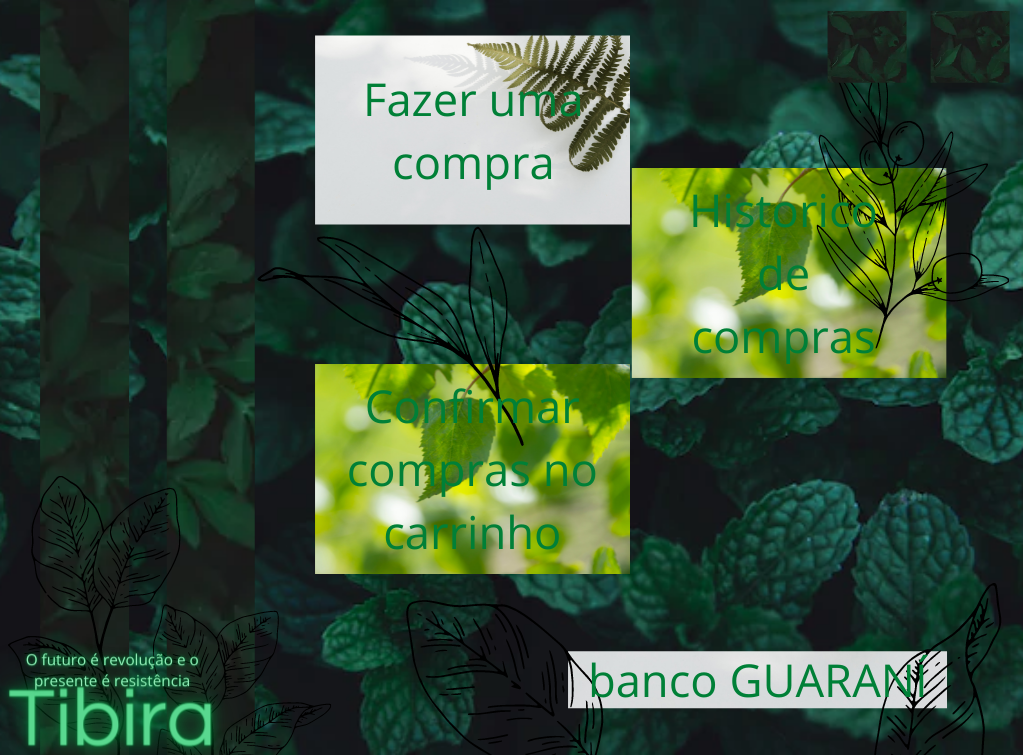 Fazer uma
compra
Historico
de
compras
Confirmar
compras no
carrinho
banco GUARANI
O futuro é revolução e o
presente é resistência
Tibira